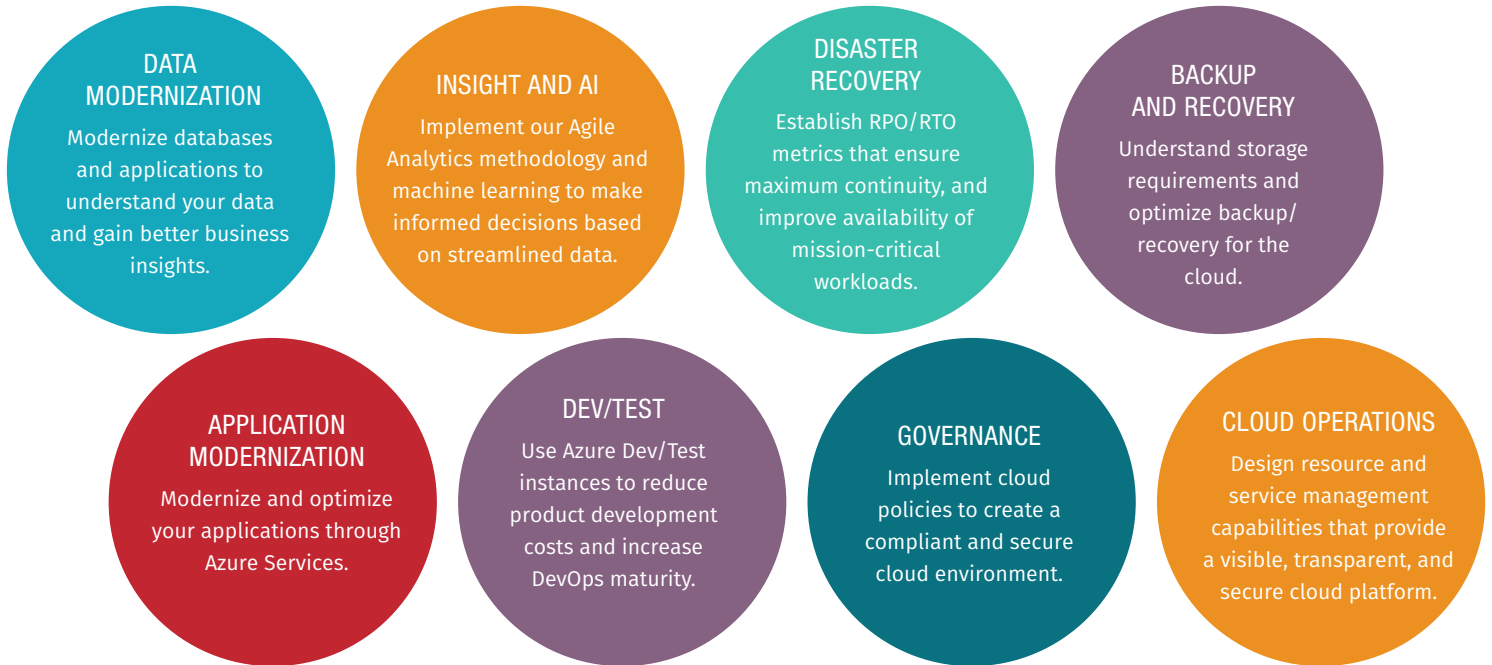 DATA
MODERNIZATION
Modernize databases
and applications to
understand your data
and gain better business
insights.
INSIGHT AND AI
Implement our Agile
Analytics methodology and
machine learning to make
informed decisions based
on streamlined data.
DISASTER
RECOVERY
Establish RPO/RTO
metrics that ensure
maximum continuity, and
improve availability of
mission-critical
workloads.
BACKUP
AND RECOVERY
Understand storage
requirements and
optimize backup/
recovery for the
cloud.
APPLICATION
MODERNIZATION
Modernize and optimize
your applications through
Azure Services.
DEV/TEST
Use Azure Dev/Test
instances to reduce
product development
costs and increase
DevOps maturity.
GOVERNANCE
Implement cloud
policies to create a
compliant and secure
cloud environment.
CLOUD OPERATIONS
Design resource and
service management
capabilities that provide
a visible, transparent, and
secure cloud platform.